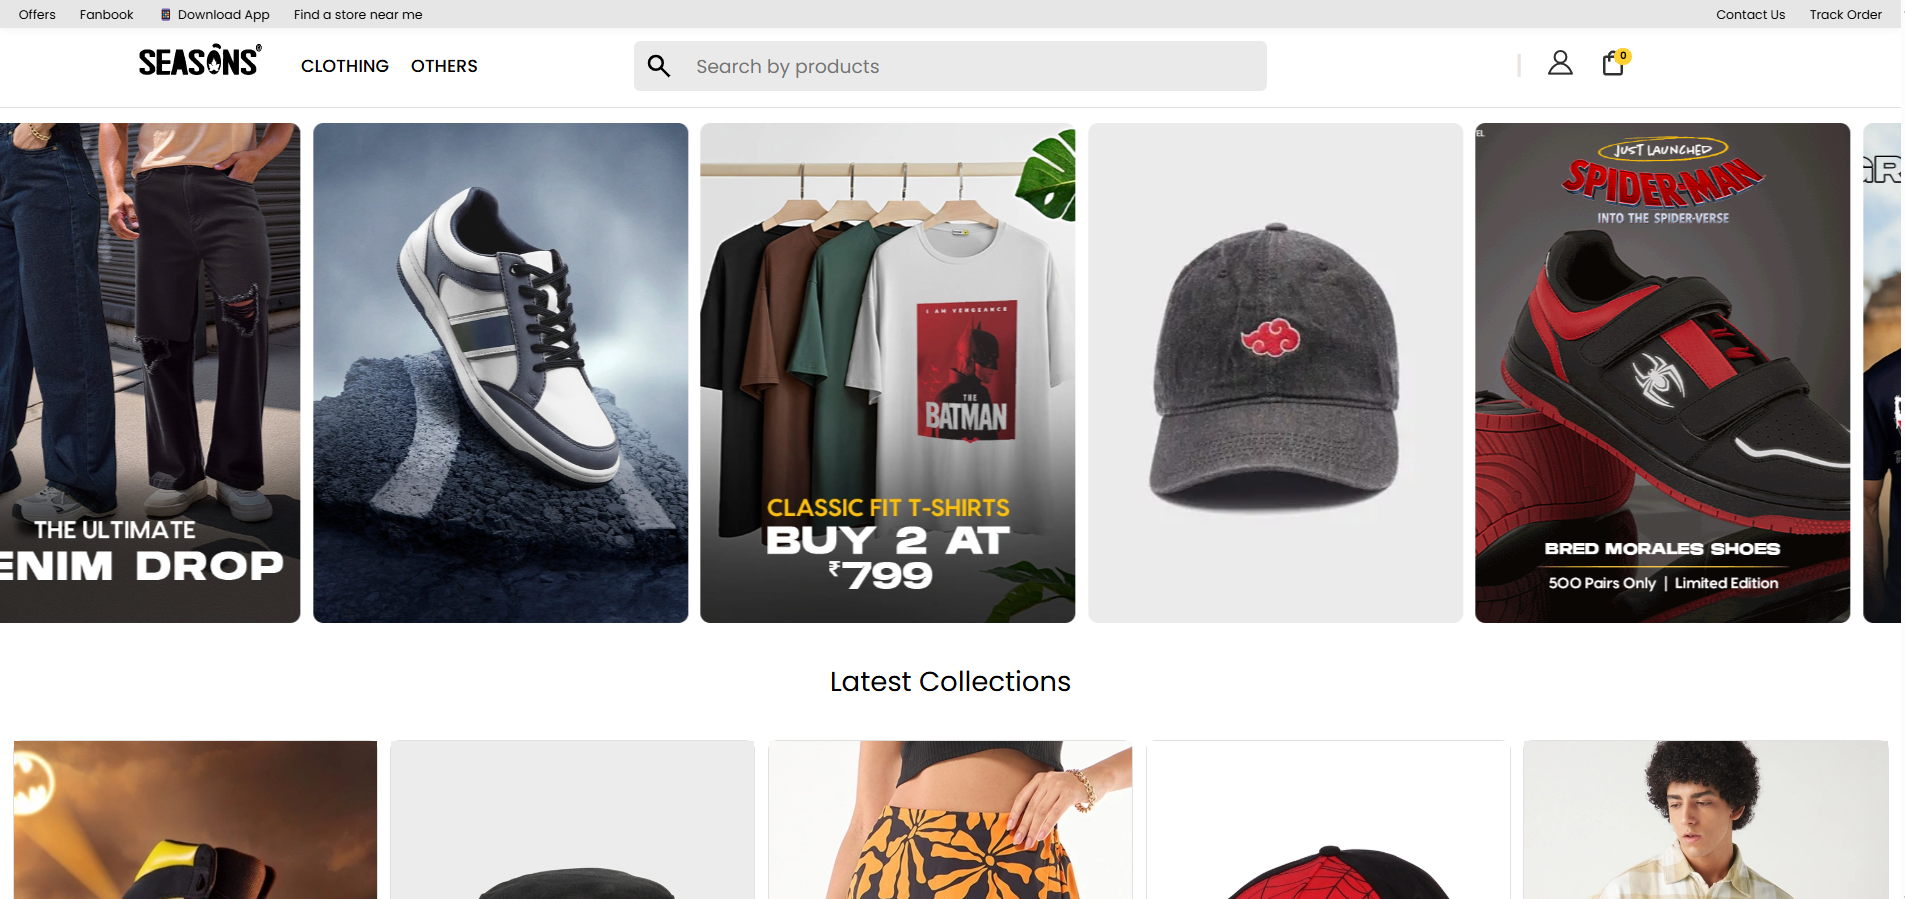 Offers Fanbook Download App Find a store near me Contact Us Track Order
SEASONS® CLOTHING OTHERS Search by products 0
THE ULTIMATE
ENIM DROP
I AM VENGEANCE
THE
BATMAN
CLASSIC FIT T-SHIRTS
BUY 2 AT
₹799
EL
JUST LAUNCHED
SPIDER-MAN
INTO THE SPIDER-VERSE
BRED MORALES SHOES
500 Pairs Only | Limited Edition
GR
Latest Collections